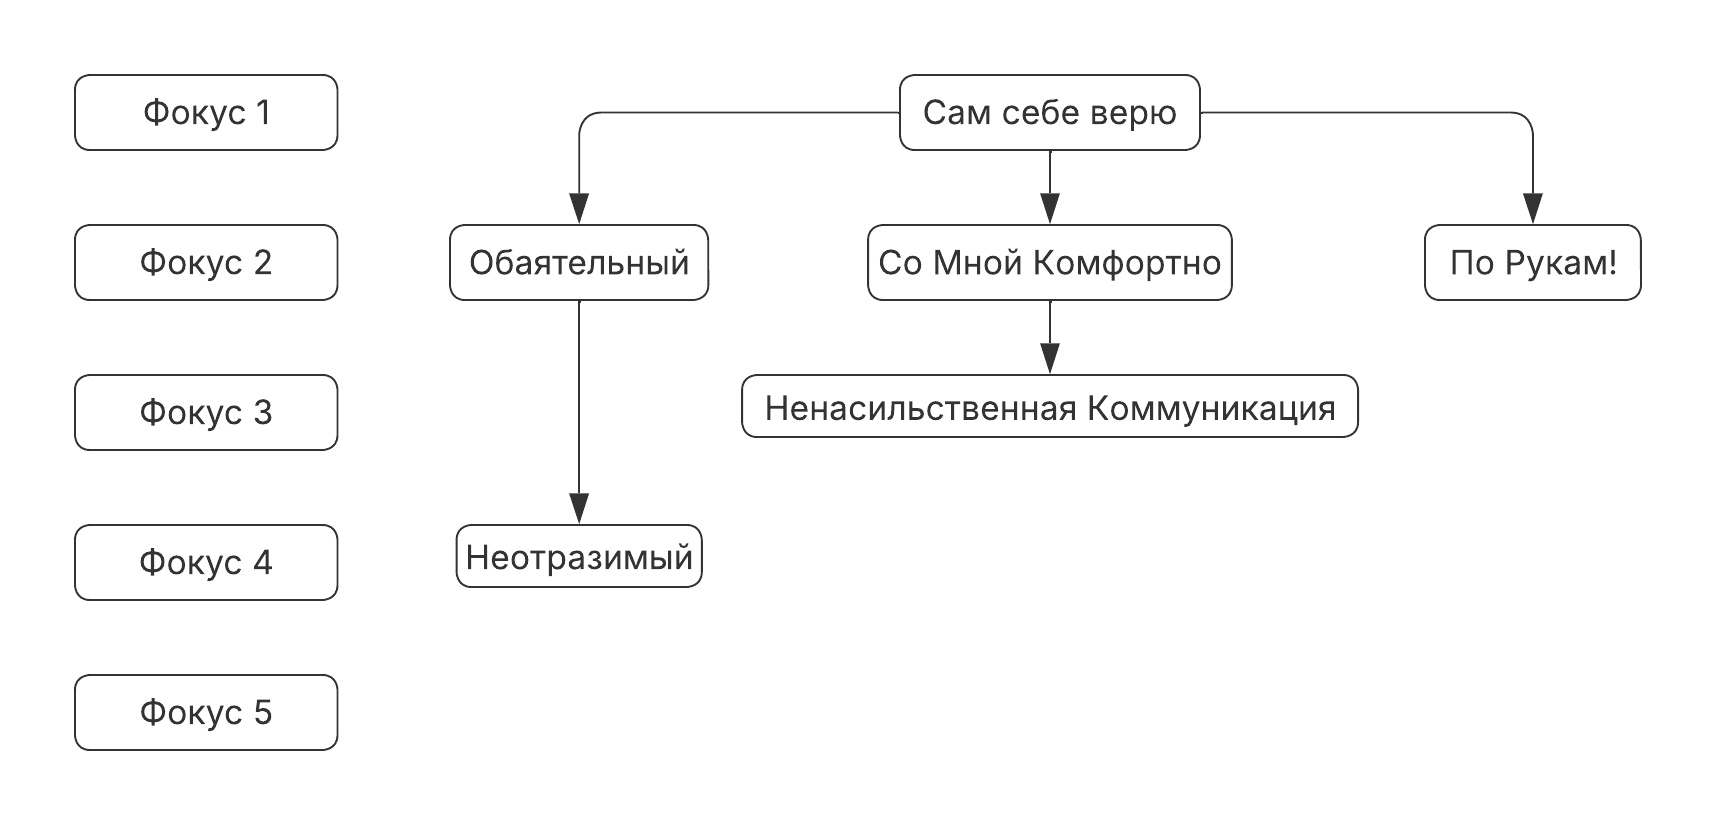 Фокус 1
Сам себе верю
Фокус 2
Обаятельный
Со Мной Комфортно
По Рукам!
Фокус 3
Ненасильственная Коммуникация
Фокус 4
Неотразимый
Фокус 5